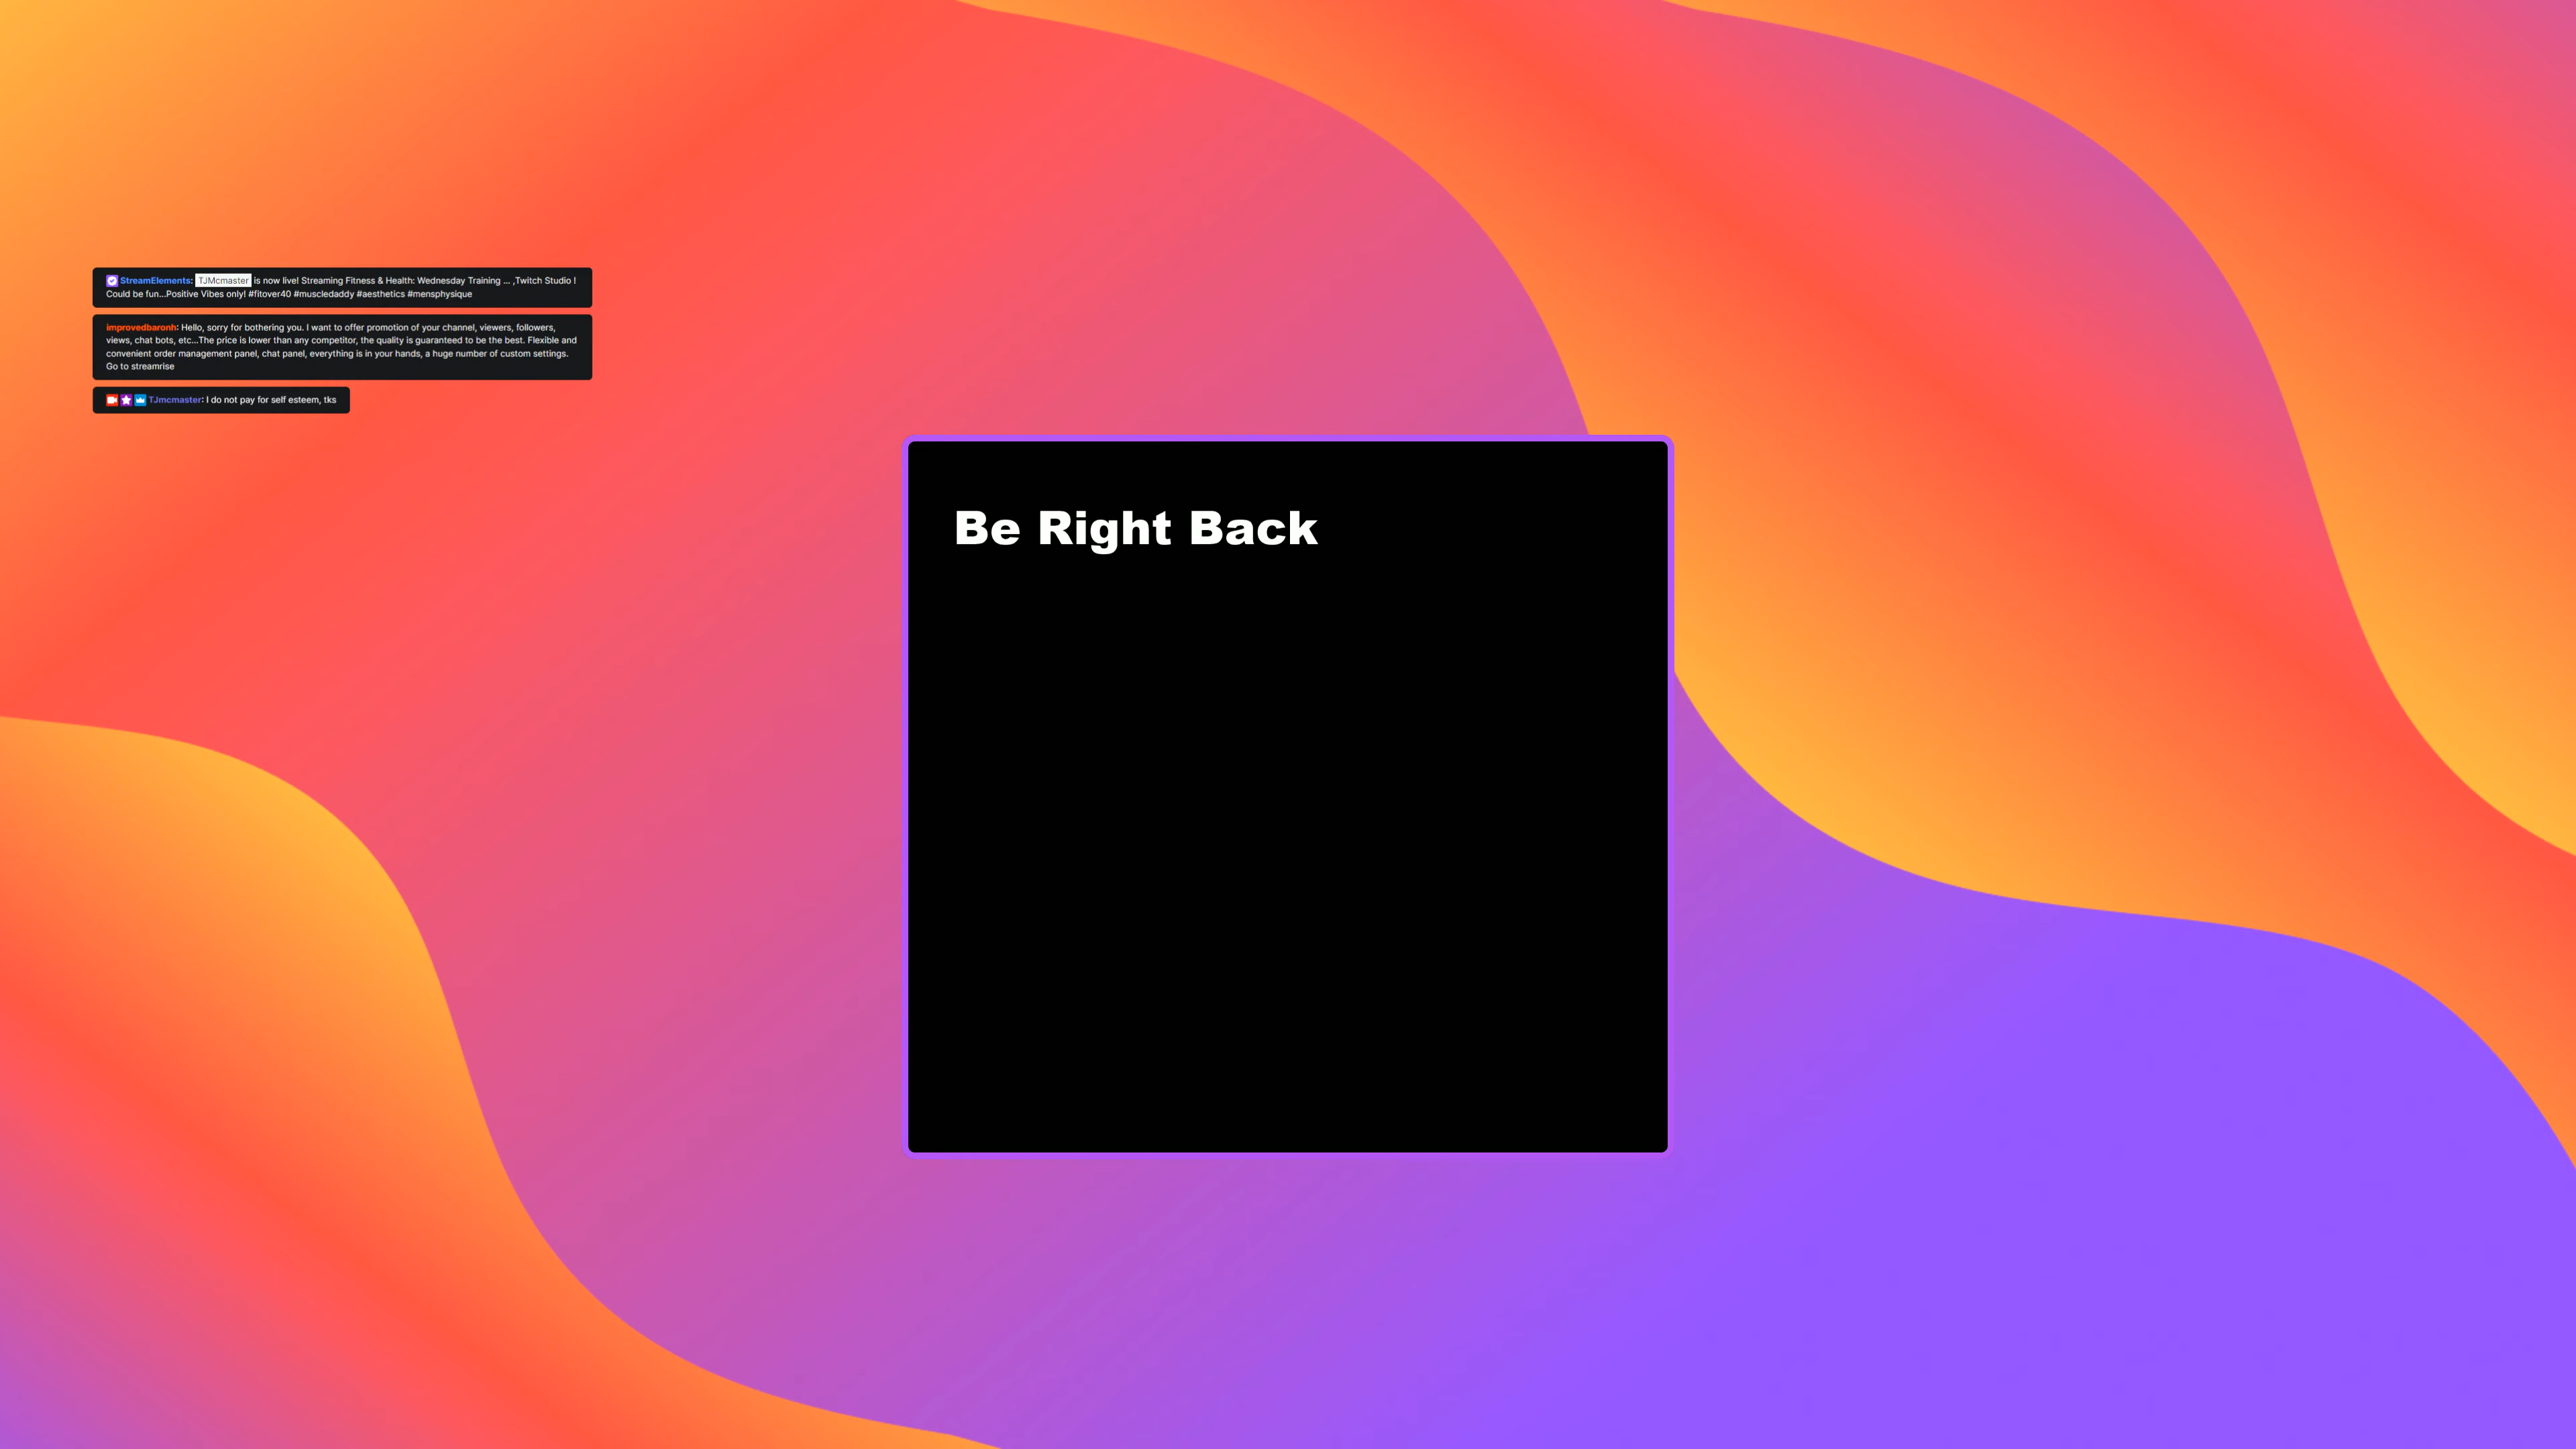 StreamElements: TJMcmaster is now live! Streaming Fitness & Health: Wednesday Training ... ,Twitch Studio !
Could be fun...Positive Vibes only! #fitover40 #muscledaddy #aesthetics #mensphysique
improvedbaronh: Hello, sorry for bothering you. I want to offer promotion of your channel, viewers, followers,
views, chat bots, etc...The price is lower than any competitor, the quality is guaranteed to be the best. Flexible and
convenient order management panel, chat panel, everything is in your hands, a huge number of custom settings.
Go to streamrise
TJmcmaster: I do not pay for self esteem, tks
Be Right Back